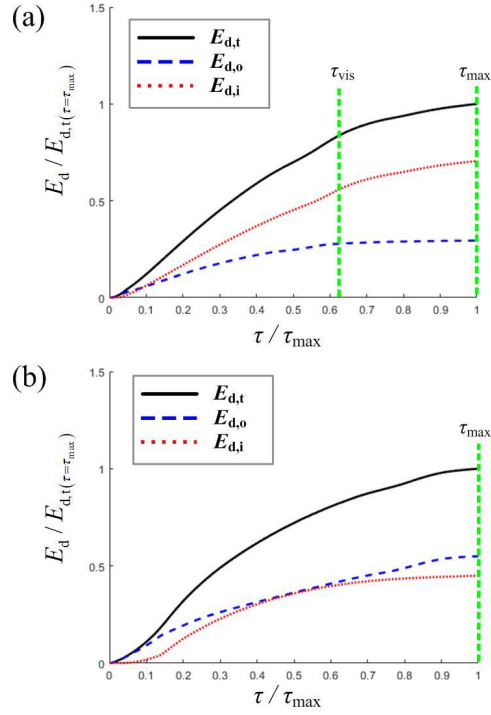 (a)
1.5
1
0.5
0
E_d,t
E_d,o
E_d,i
τ_vis
τ_max
E_d / E_d,t(τ=τ_max)
0.1 0.2 0.3 0.4 0.5 0.6 0.7 0.8 0.9 1
τ / τ_max
(b)
1.5
1
0.5
0
E_d,t
E_d,o
E_d,i
τ_max
E_d / E_d,t(τ=τ_max)
0 0.1 0.2 0.3 0.4 0.5 0.6 0.7 0.8 0.9 1
τ / τ_max